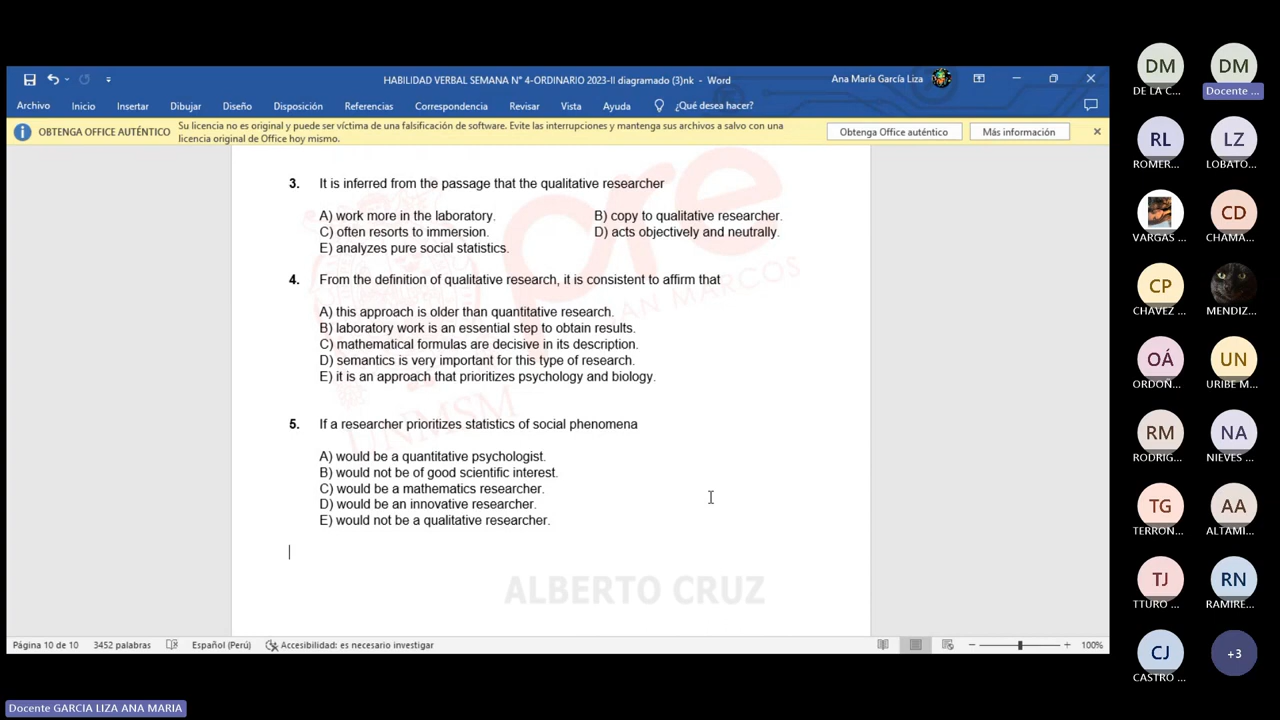 HABILIDAD VERBAL SEMANA N° 4-ORDINARIO 2023-II diagramado (3)nk - Word
Ana María García Liza
Archivo Inicio Insertar Dibujar Diseño Disposición Referencias Correspondencia Revisar Vista Ayuda ¿Qué desea hacer?
OBTENGA OFFICE AUTÉNTICO Su licencia no es original y puede ser víctima de una falsificación de software. Evite las interrupciones y mantenga sus archivos a salvo con una
licencia original de Office hoy mismo.
Obtenga Office auténtico Más información
pre
SAN MARCOS
UNMSM
3. It is inferred from the passage that the qualitative researcher
A) work more in the laboratory. B) copy to qualitative researcher.
C) often resorts to immersion. D) acts objectively and neutrally.
E) analyzes pure social statistics.
4. From the definition of qualitative research, it is consistent to affirm that
A) this approach is older than quantitative research.
B) laboratory work is an essential step to obtain results.
C) mathematical formulas are decisive in its description.
D) semantics is very important for this type of research.
E) it is an approach that prioritizes psychology and biology.
5. If a researcher prioritizes statistics of social phenomena
A) would be a quantitative psychologist.
B) would not be of good scientific interest.
C) would be a mathematics researcher.
D) would be an innovative researcher.
E) would not be a qualitative researcher.
ALBERTO CRUZ
Página 10 de 10 3452 palabras Español (Perú) Accesibilidad: es necesario investigar 100%
Docente GARCIA LIZA ANA MARIA
DM DM
DE LA C... Docente ...
RL LZ
ROMER... LOBATO...
CD
VARGAS ... CHAMA...
CP
CHAVEZ ... MENDIZ...
OÁ UN
ORDOÑ... URIBE M...
RM NA
RODRIG... NIEVES ...
TG AA
TERRON... ALTAMI...
TJ RN
TTURO ... RAMIRE...
CJ +3
CASTRO ...